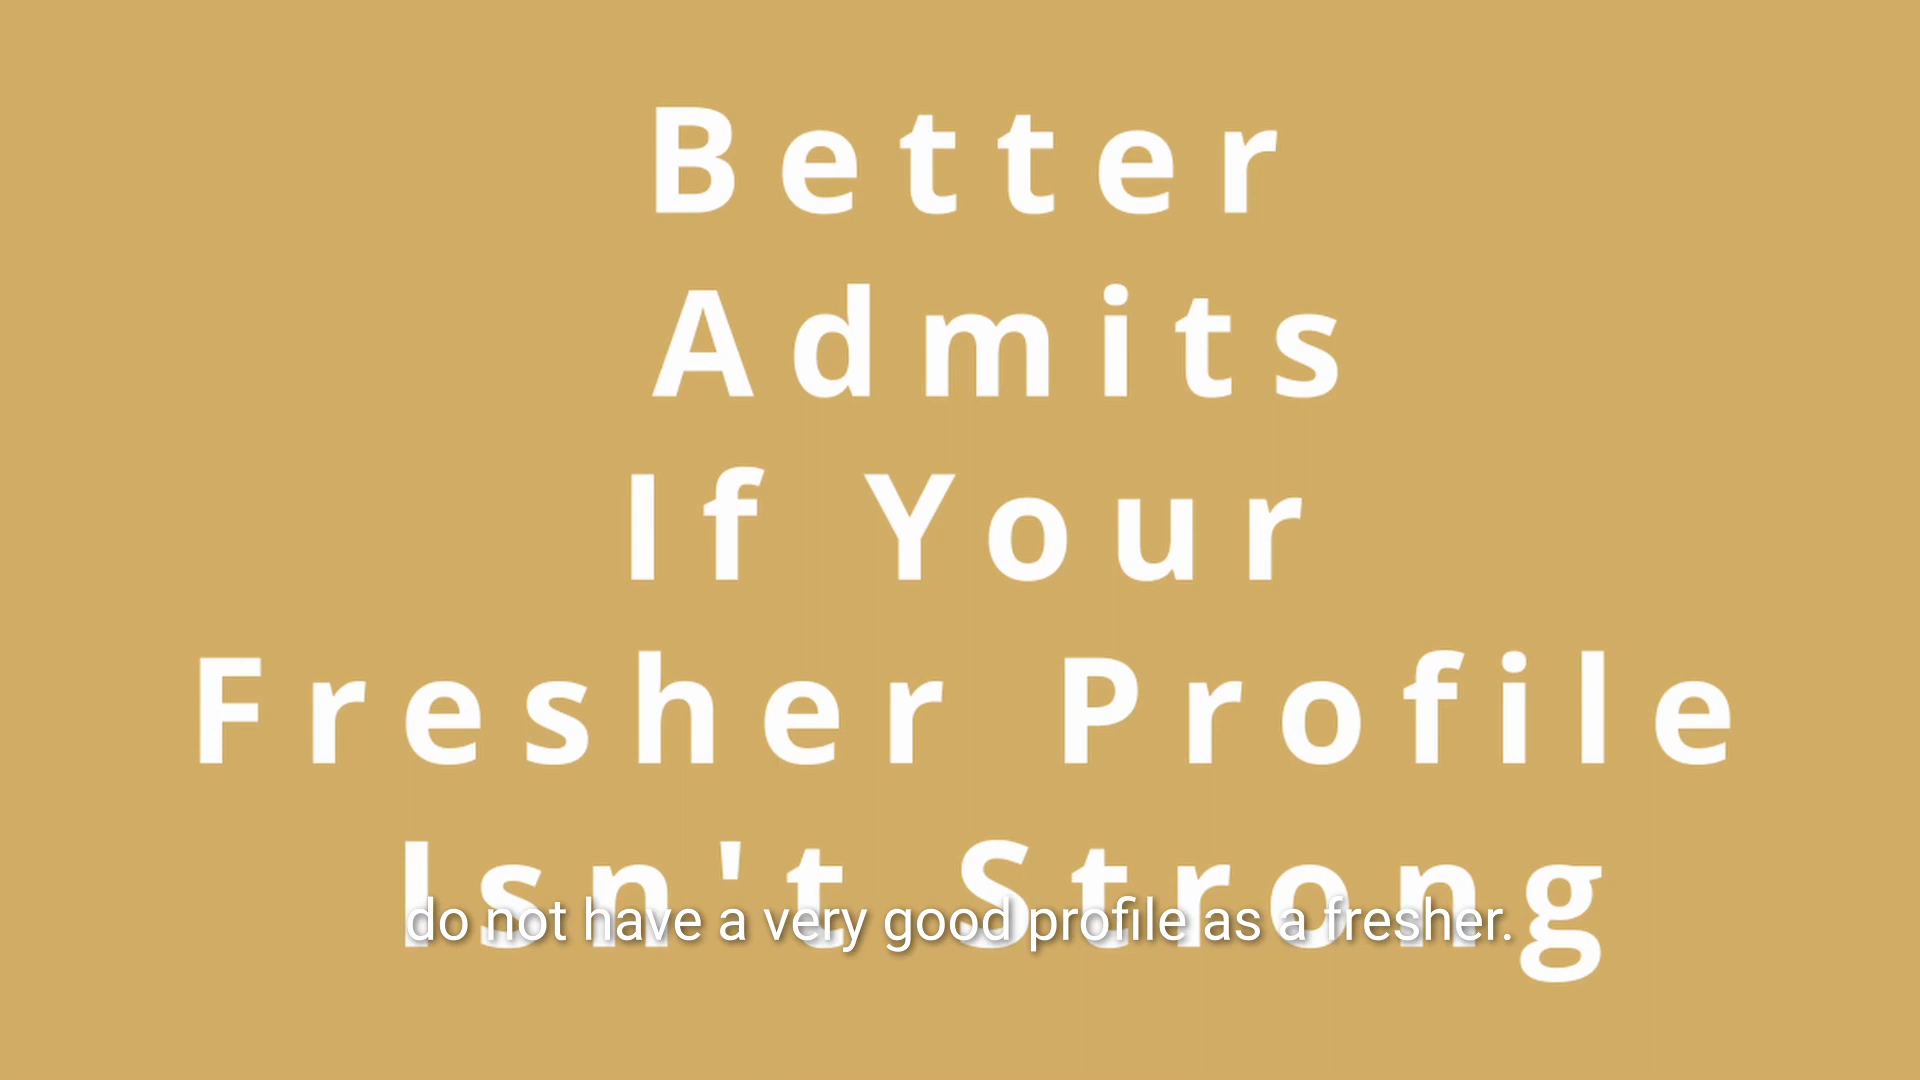 Better
Admits
If Your
Fresher Profile
Isn't Strong
do not have a very good profile as a fresher.